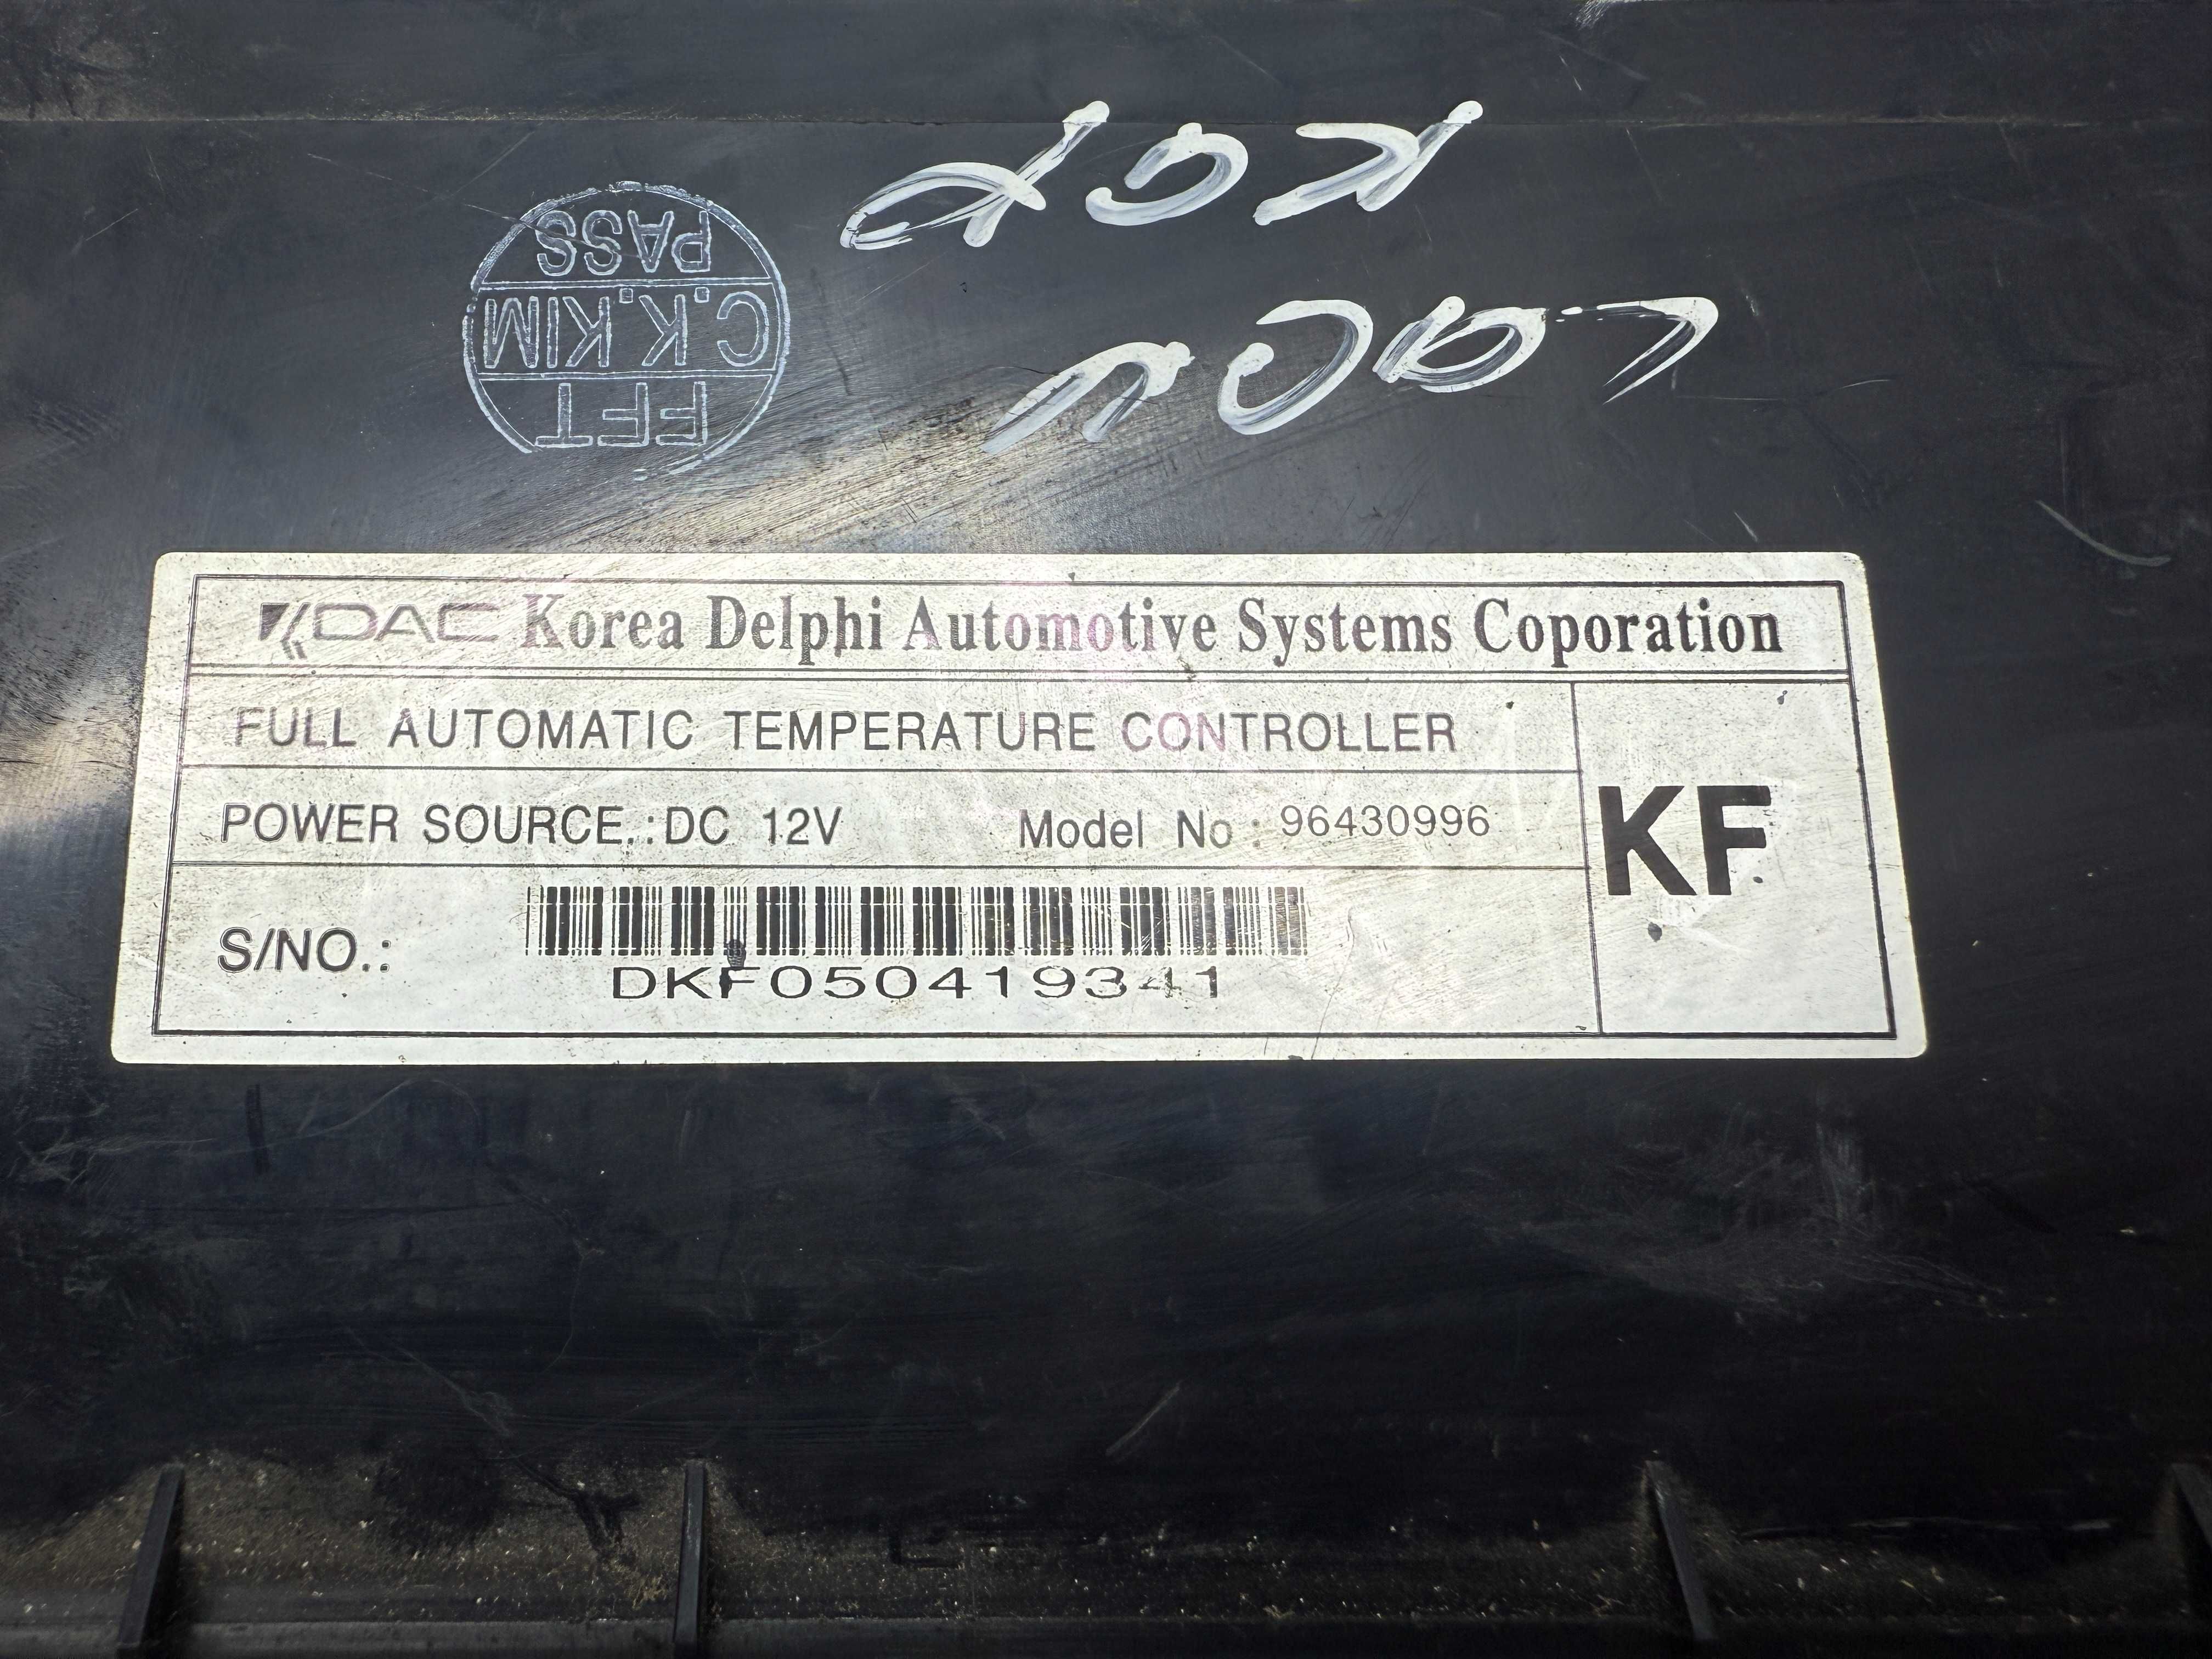 FFT
C.K.KIM
PASS
KDAC Korea Delphi Automotive Systems Coporation
FULL AUTOMATIC TEMPERATURE CONTROLLER
POWER SOURCE.:DC 12V Model No : 96430996
KF
S/NO.:
DKF050419341